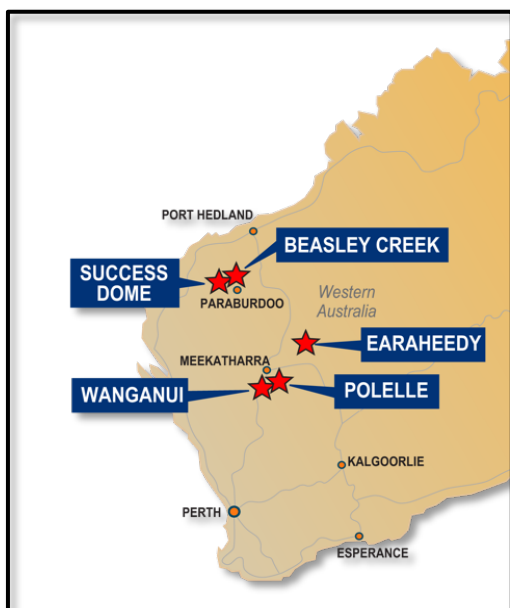 PORT HEDLAND
BEASLEY CREEK
SUCCESS
DOME
PARABURDOO
Western
Australia
EARAHEEDY
MEEKATHARRA
WANGANUI
POLELLE
KALGOORLIE
PERTH
ESPERANCE